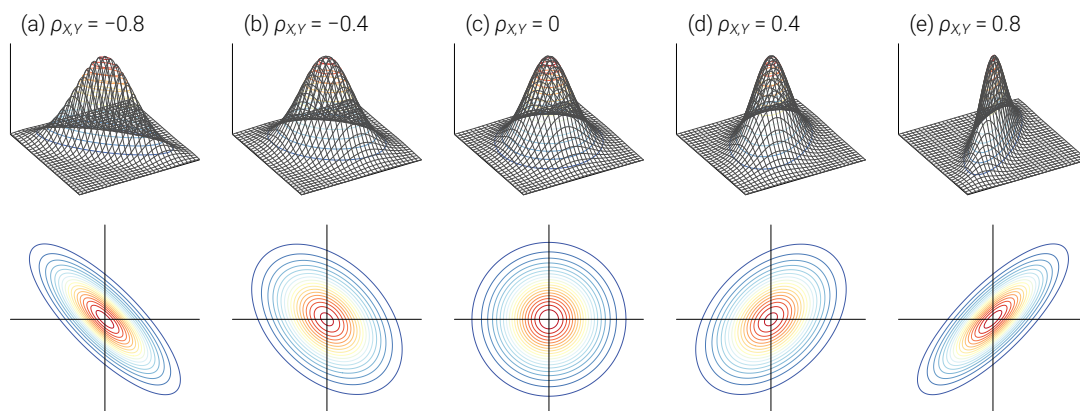 (a) ρX,Y = −0.8
(b) ρX,Y = −0.4
(c) ρX,Y = 0
(d) ρX,Y = 0.4
(e) ρX,Y = 0.8